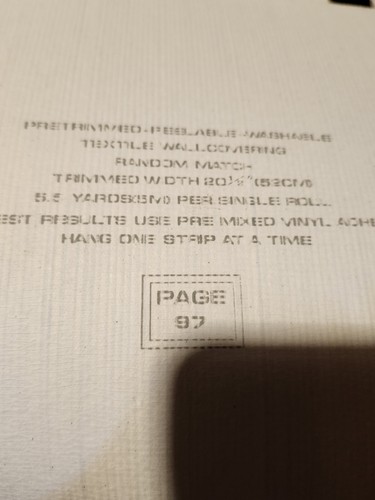 PRETRIMMED-PEELABLE-WASHABLE
TEXTILE WALLCOVERING
RANDOM MATCH
TRIMMED WIDTH 20½"(52CM)
5.5 YARDS(5M) PER SINGLE ROLL
EST RESULTS USE PRE MIXED VINYL ADHE
HANG ONE STRIP AT A TIME
PAGE
97